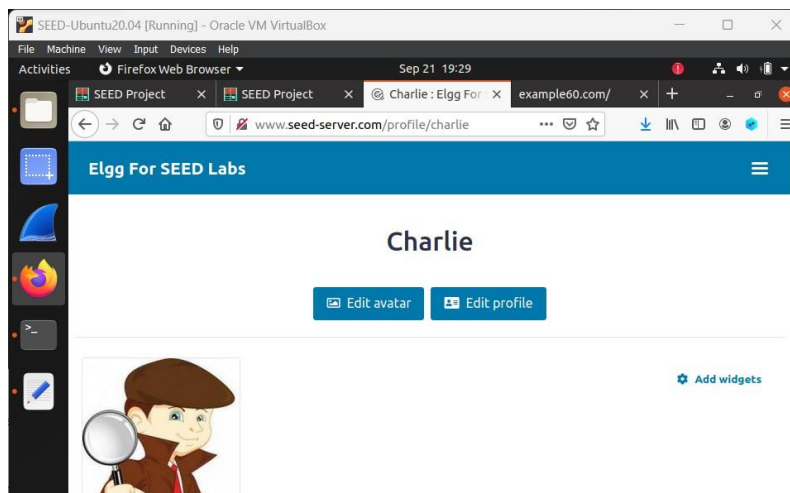 SEED-Ubuntu20.04 [Running] - Oracle VM VirtualBox
File Machine View Input Devices Help
Activities Firefox Web Browser Sep 21 19:29
SEED Project SEED Project Charlie : Elgg For example60.com/
www.seed-server.com/profile/charlie
Elgg For SEED Labs
Charlie
Edit avatar Edit profile
Add widgets